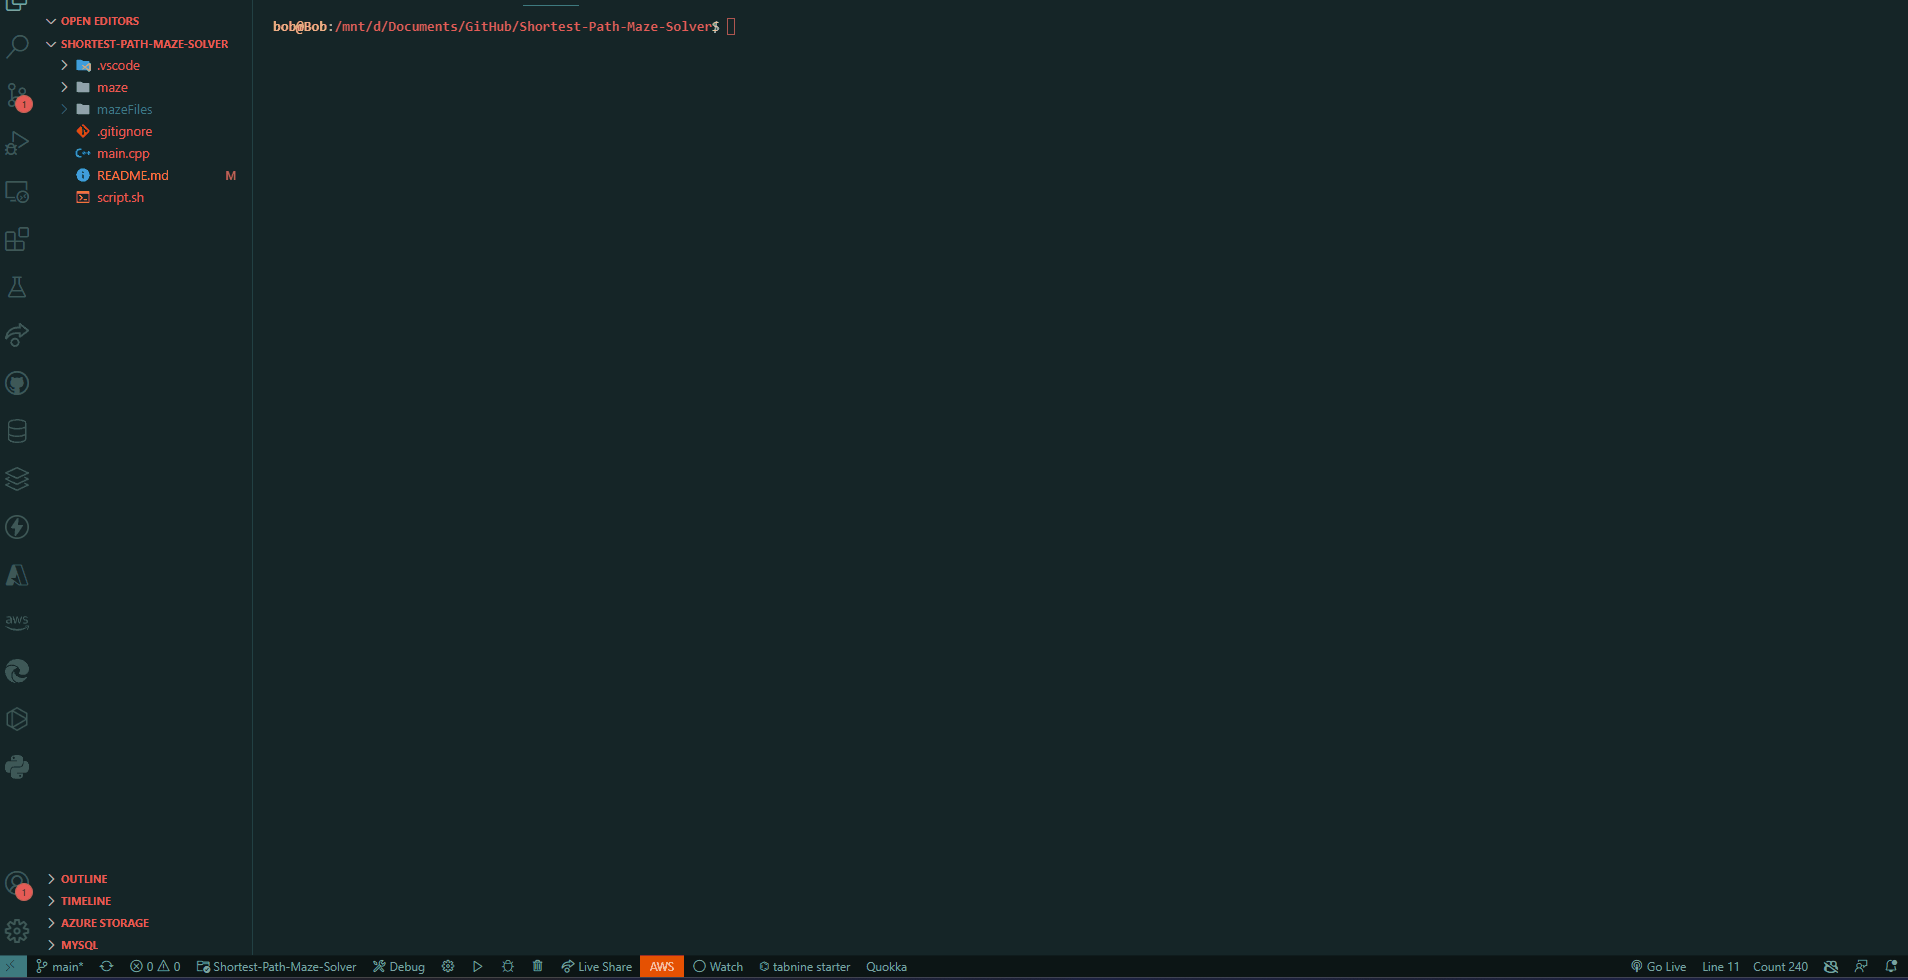 OPEN EDITORS
SHORTEST-PATH-MAZE-SOLVER
.vscode
maze
mazeFiles
.gitignore
main.cpp
README.md M
script.sh
bob@Bob:/mnt/d/Documents/GitHub/Shortest-Path-Maze-Solver$
1
aws
1
OUTLINE
TIMELINE
AZURE STORAGE
MYSQL
main* 0 0 Shortest-Path-Maze-Solver Debug Live Share AWS Watch tabnine starter Quokka Go Live Line 11 Count 240